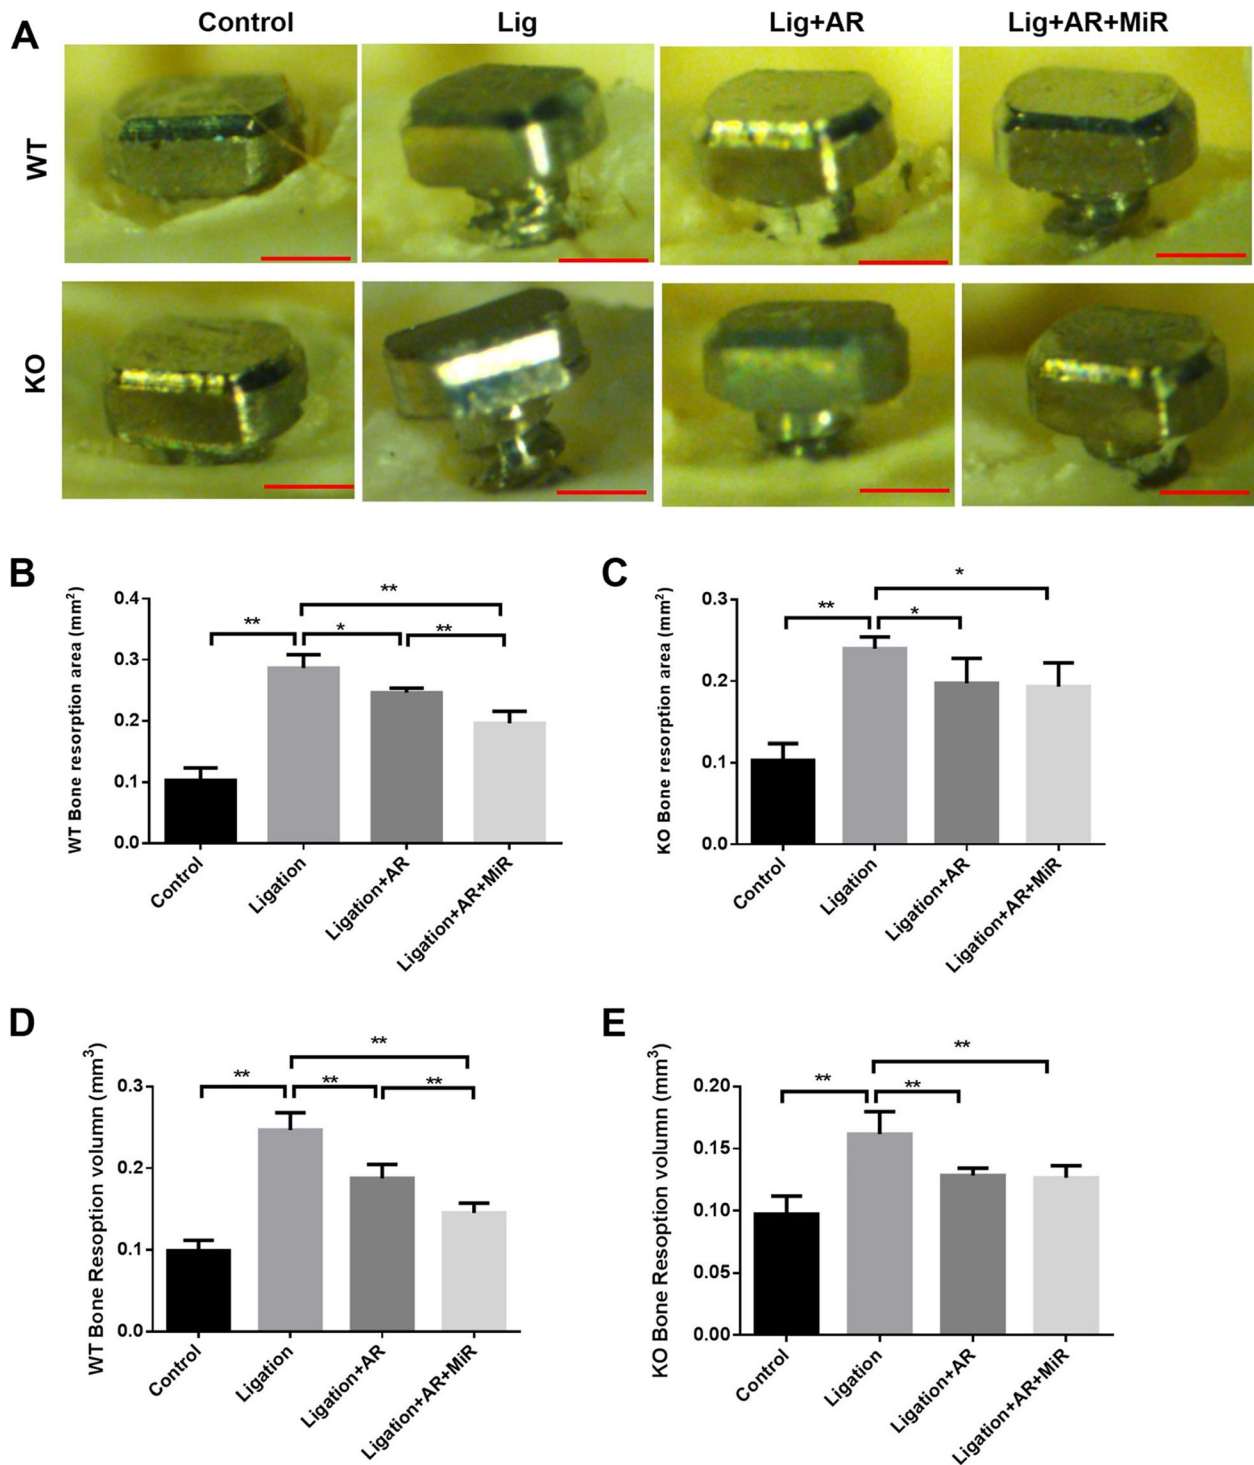 A
Control
Lig
Lig+AR
Lig+AR+MiR
WT
KO
B
WT Bone resorption area (mm²)
0.4
0.3
0.2
0.1
0.0
**
**
*
**
Control
Ligation
Ligation+AR
Ligation+AR+MiR
C
KO Bone resorption area (mm²)
0.3
0.2
0.1
0.0
*
**
*
Control
Ligation
Ligation+AR
Ligation+AR+MiR
D
WT Bone Resoption volumn (mm³)
0.3
0.2
0.1
0.0
**
**
**
**
Control
Ligation
Ligation+AR
Ligation+AR+MiR
E
KO Bone Resoption volumn (mm³)
0.20
0.15
0.10
0.05
0.00
**
**
**
Control
Ligation
Ligation+AR
Ligation+AR+MiR